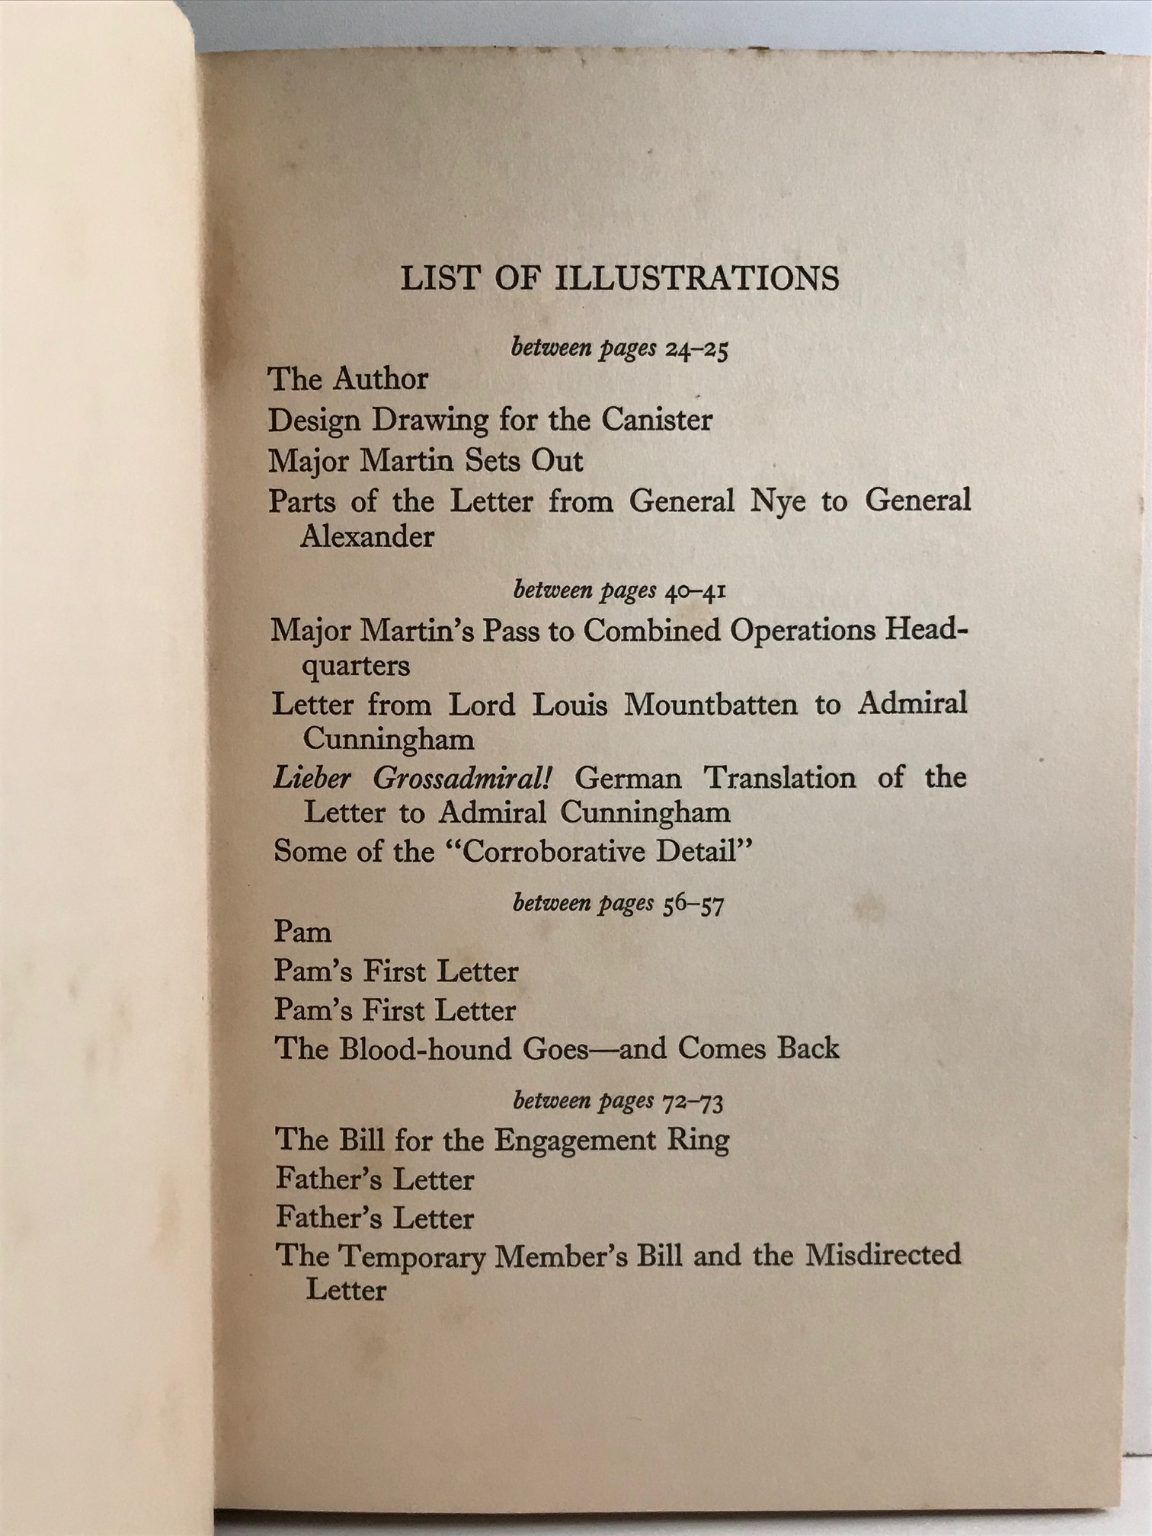 LIST OF ILLUSTRATIONS
between pages 24–25
The Author
Design Drawing for the Canister
Major Martin Sets Out
Parts of the Letter from General Nye to General
Alexander
between pages 40–41
Major Martin's Pass to Combined Operations Head-
quarters
Letter from Lord Louis Mountbatten to Admiral
Cunningham
Lieber Grossadmiral! German Translation of the
Letter to Admiral Cunningham
Some of the “Corroborative Detail”
between pages 56–57
Pam
Pam's First Letter
Pam's First Letter
The Blood-hound Goes—and Comes Back
between pages 72–73
The Bill for the Engagement Ring
Father's Letter
Father's Letter
The Temporary Member's Bill and the Misdirected
Letter